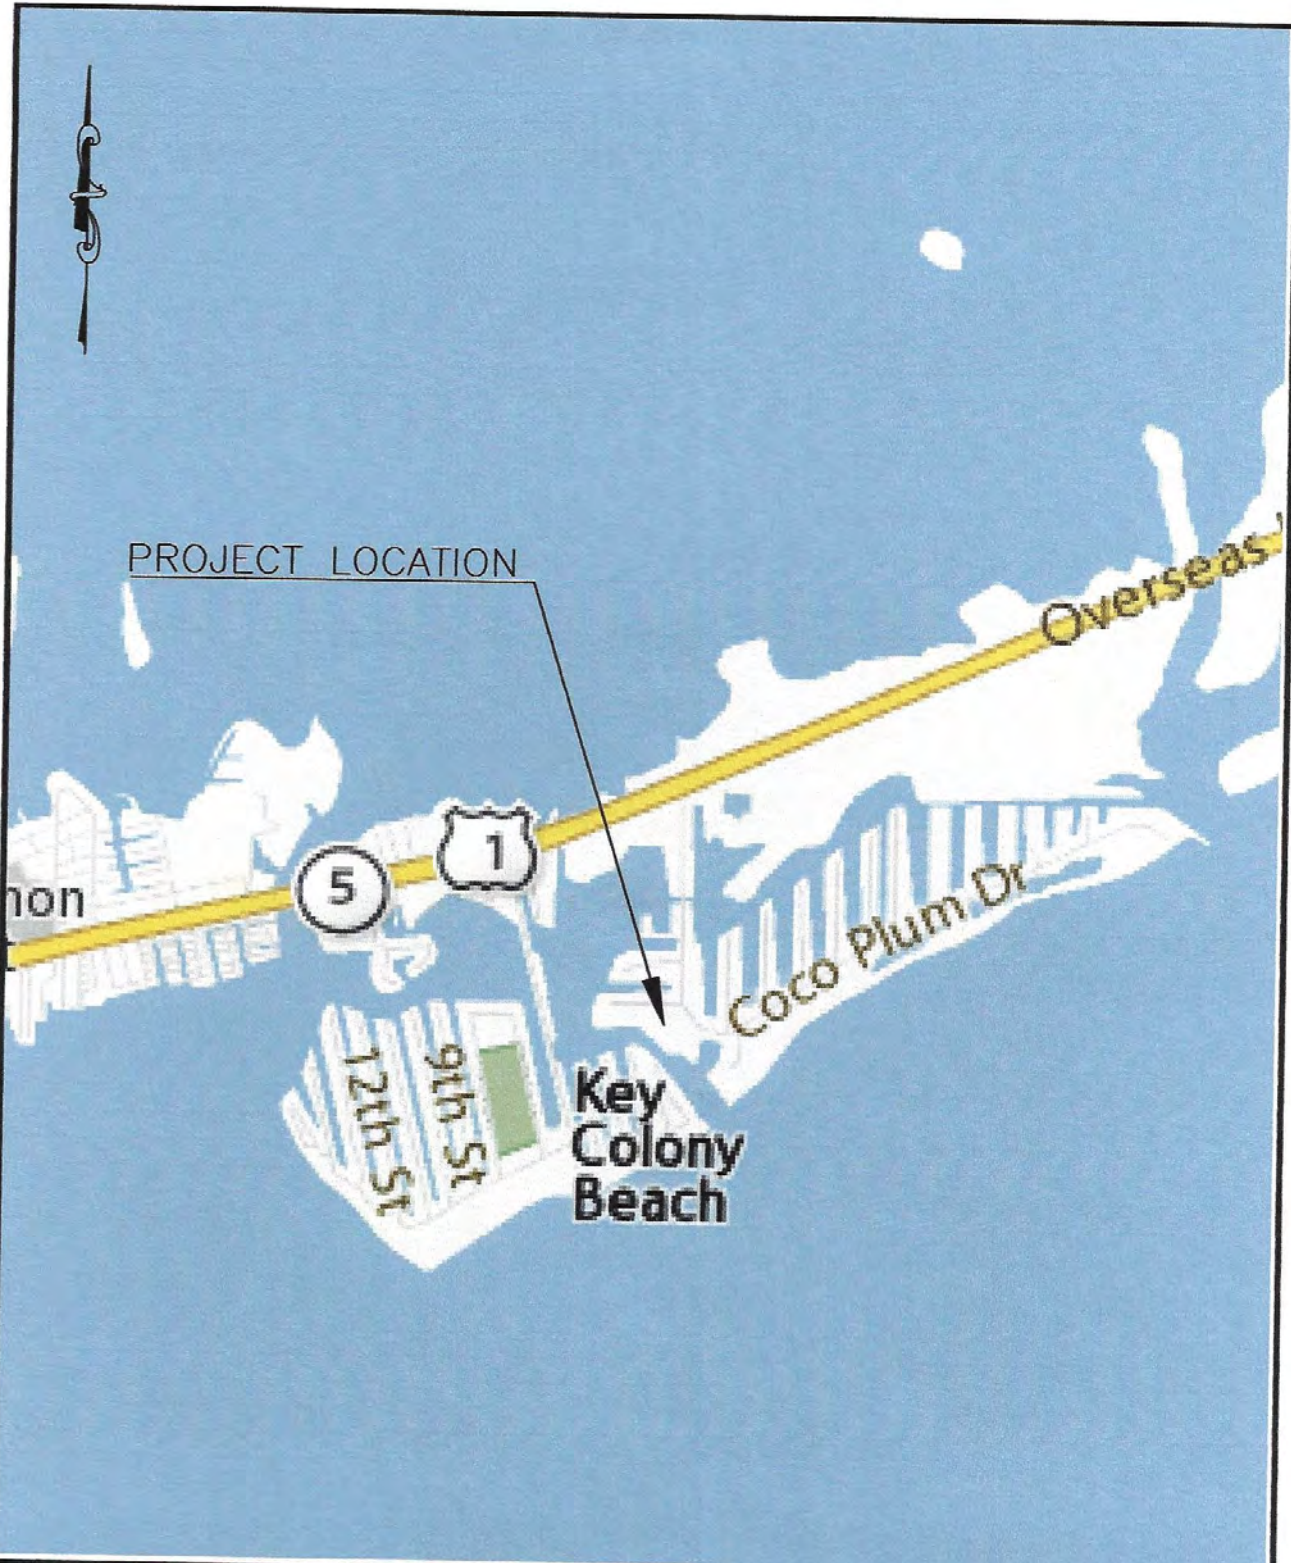 PROJECT LOCATION
Overseas
1
5
non
Coco Plum Dr
9th St
12th St
Key
Colony
Beach